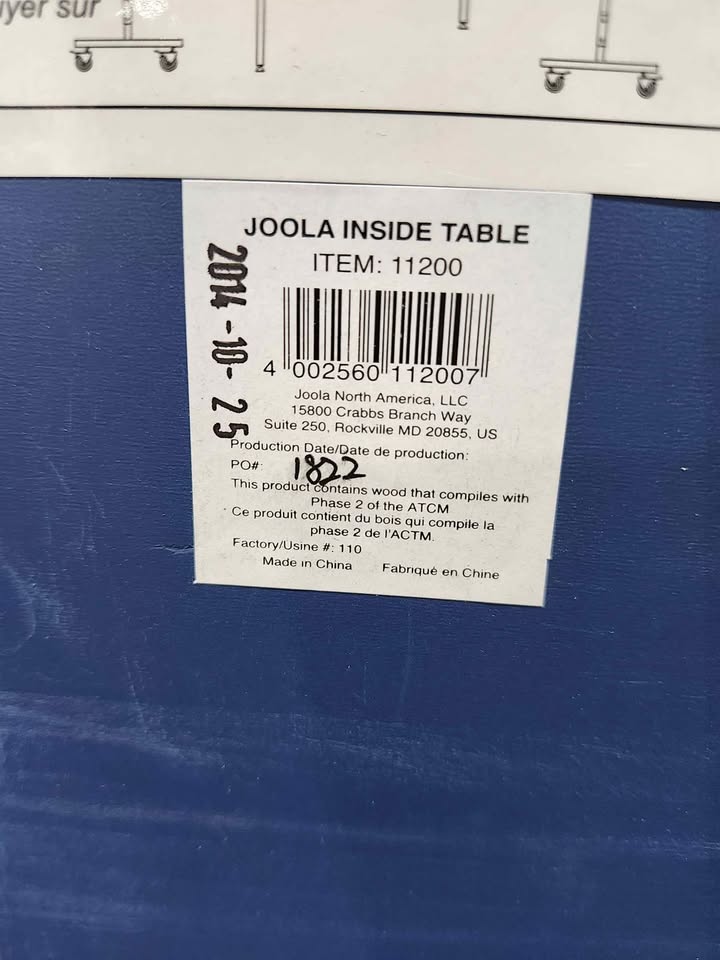 yer sur
JOOLA INSIDE TABLE
ITEM: 11200
4 002560 112007
Joola North America, LLC
15800 Crabbs Branch Way
Suite 250, Rockville MD 20855, US
2014-10-25
Production Date/Date de production:
PO#: 1822
This product contains wood that compiles with
Phase 2 of the ATCM
Ce produit contient du bois qui compile la
phase 2 de l'ACTM.
Factory/Usine #: 110
Made in China Fabriqué en Chine